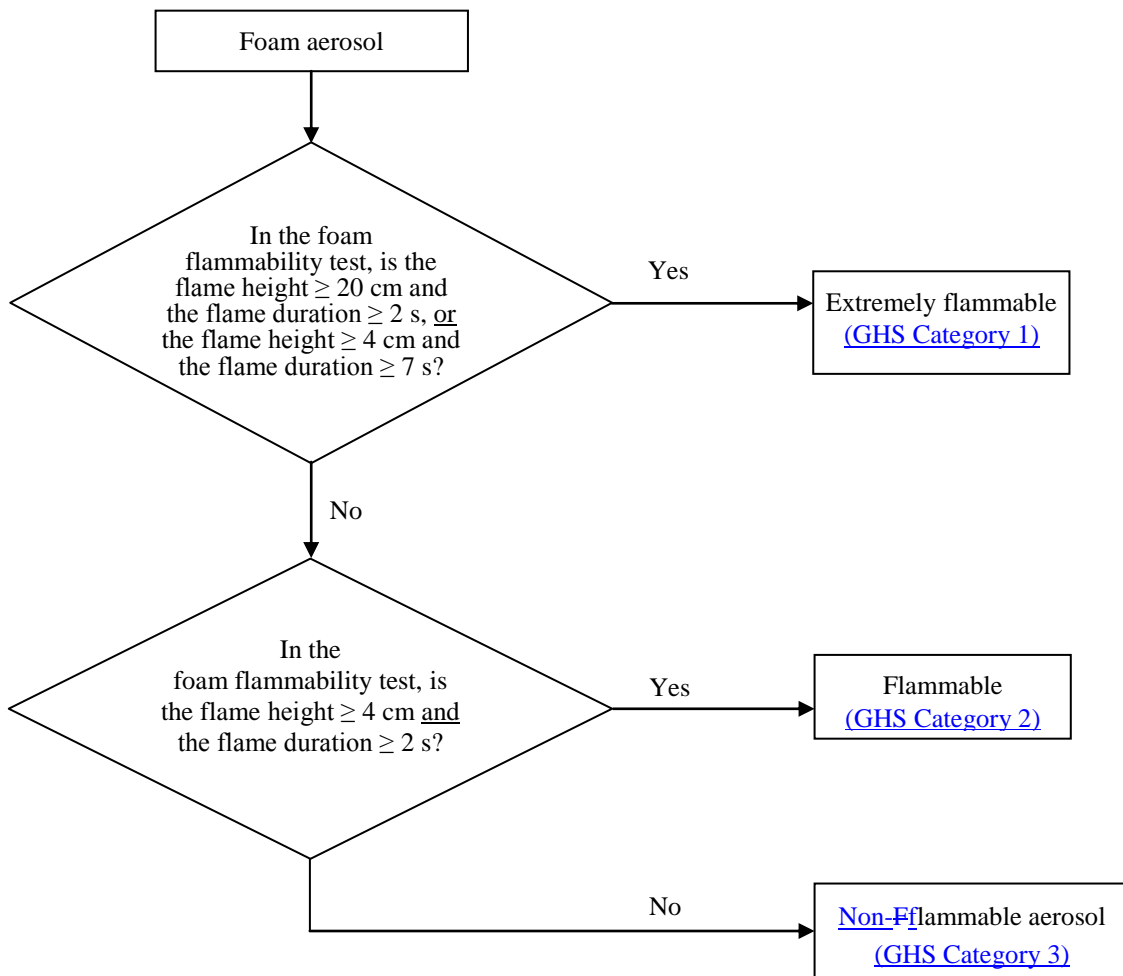 Foam aerosol
In the foam
flammability test, is the
flame height ≥ 20 cm and
the flame duration ≥ 2 s, or
the flame height ≥ 4 cm and
the flame duration ≥ 7 s?
Yes
Extremely flammable
(GHS Category 1)
No
In the
foam flammability test, is
the flame height ≥ 4 cm and
the flame duration ≥ 2 s?
Yes
Flammable
(GHS Category 2)
No
Non-Fflammable aerosol
(GHS Category 3)